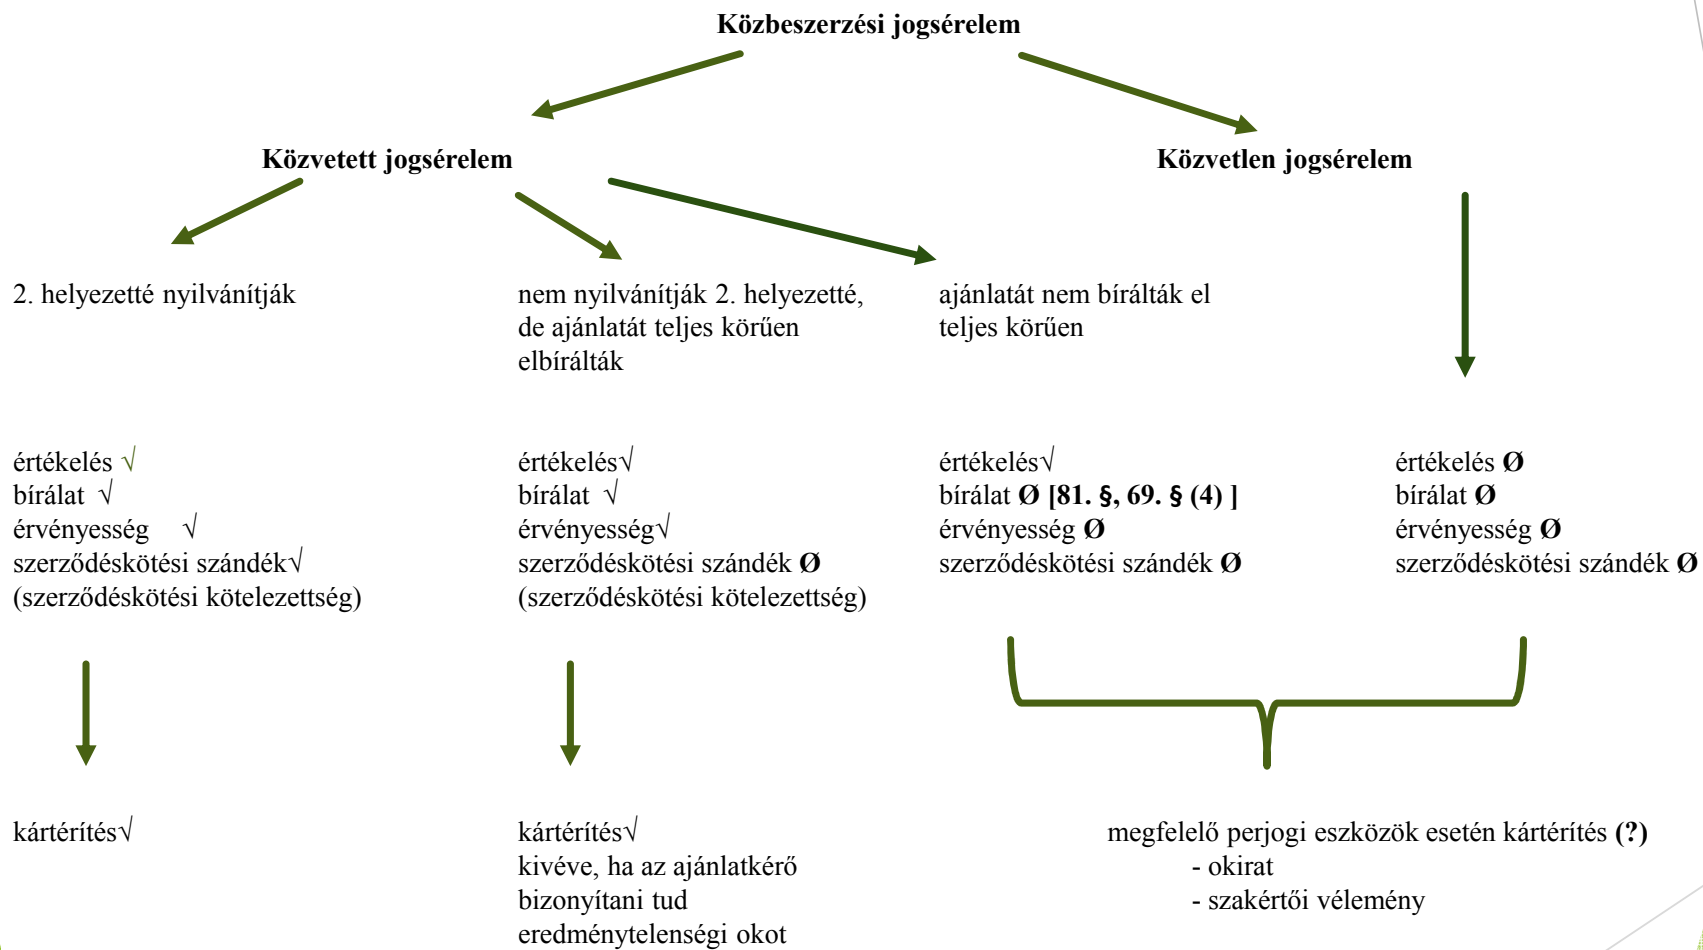 Közbeszerzési jogsérelem
Közvetett jogsérelem
Közvetlen jogsérelem
2. helyezetté nyilvánítják
nem nyilvánítják 2. helyezetté,
de ajánlatát teljes körűen
elbírálták
ajánlatát nem bírálták el
teljes körűen
értékelés √
bírálat √
érvényesség √
szerződéskötési szándék√
(szerződéskötési kötelezettség)
értékelés√
bírálat √
érvényesség√
szerződéskötési szándék Ø
(szerződéskötési kötelezettség)
értékelés√
bírálat Ø [81. §, 69. § (4) ]
érvényesség Ø
szerződéskötési szándék Ø
értékelés Ø
bírálat Ø
érvényesség Ø
szerződéskötési szándék Ø
kártérítés√
kártérítés√
kivéve, ha az ajánlatkérő
bizonyítani tud
eredménytelenségi okot
megfelelő perjogi eszközök esetén kártérítés (?)
- okirat
- szakértői vélemény